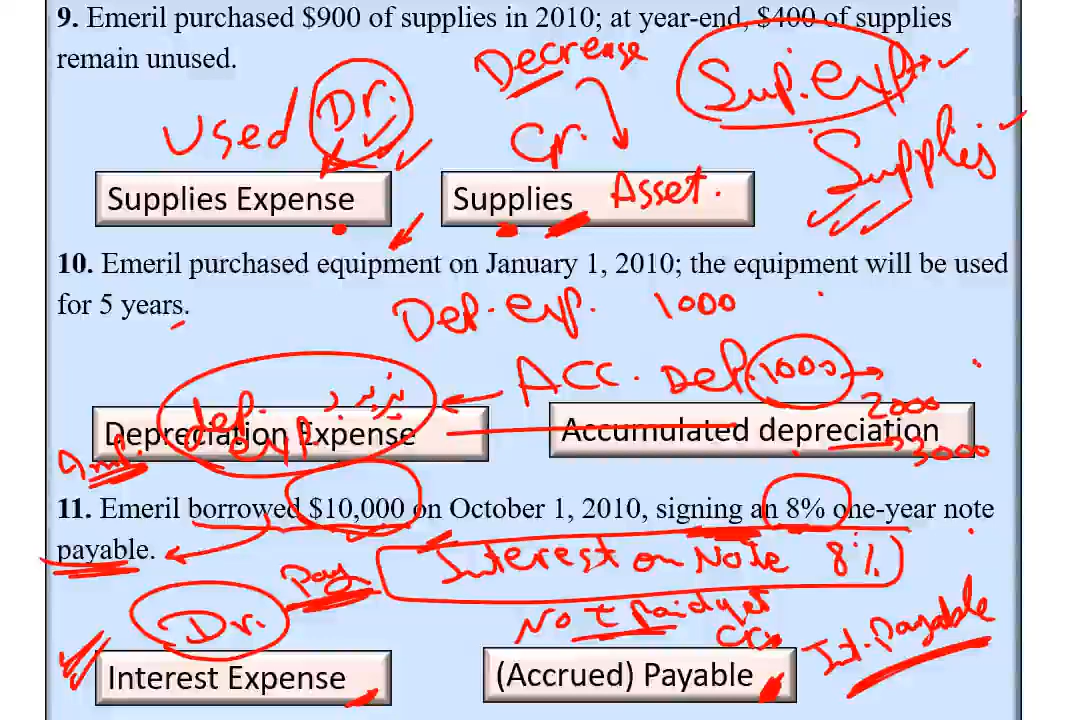 9. Emeril purchased $900 of supplies in 2010; at year-end, $400 of supplies
remain unused.
Decrease
Sup. exp
Used Dr.
Cr.
Supplies
Supplies Expense
Supplies Asset.
10. Emeril purchased equipment on January 1, 2010; the equipment will be used
for 5 years.
Dep. exp. 1000
Acc. Dep. 1000
2000
dep. exp
Depreciation Expense
Accumulated depreciation
3000
11. Emeril borrowed $10,000 on October 1, 2010, signing an 8% one-year note
payable.
Interest on Note 8%
Pay
Not Paid yet
Dr.
Cr.
Int. Payable
Interest Expense
(Accrued) Payable